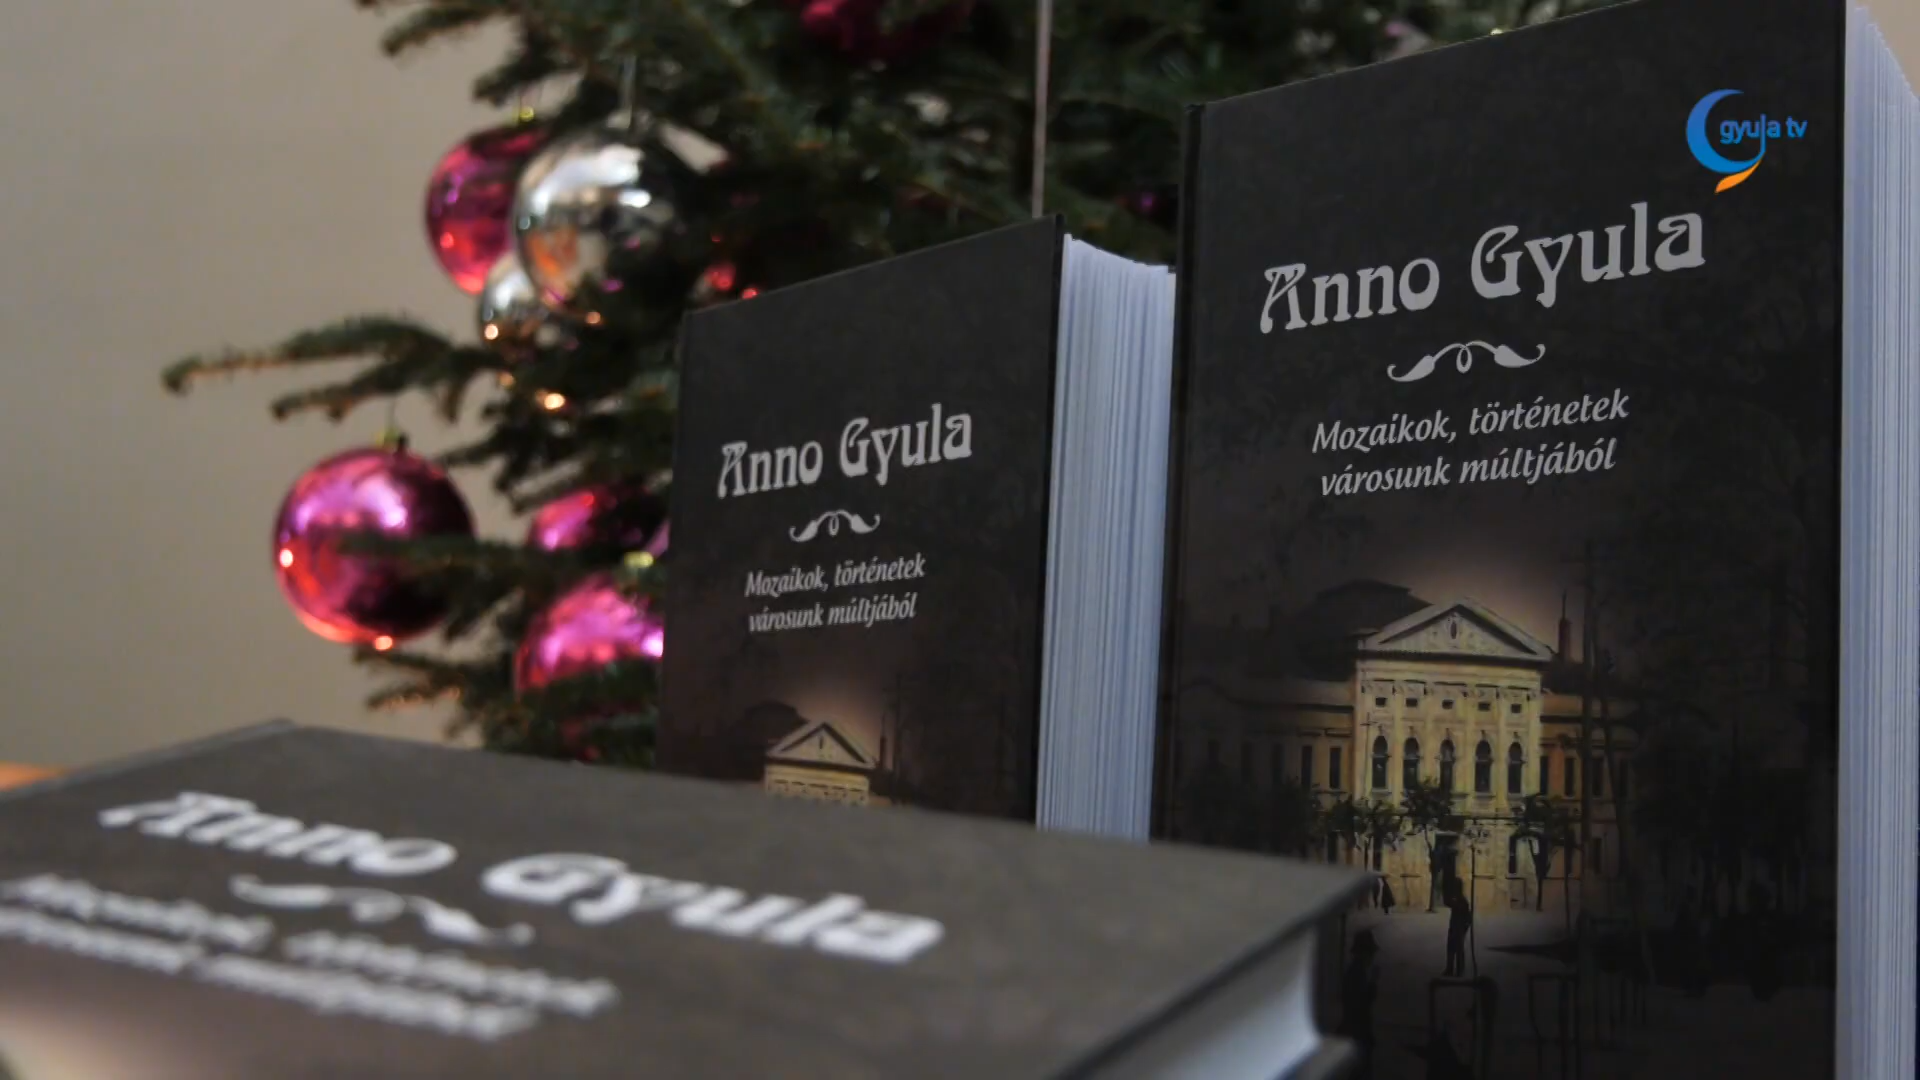 gyula tv
Anno Gyula
Mozaikok, történetek
városunk múltjából
Anno Gyula
Mozaikok, történetek
városunk múltjából
Anno Gyula